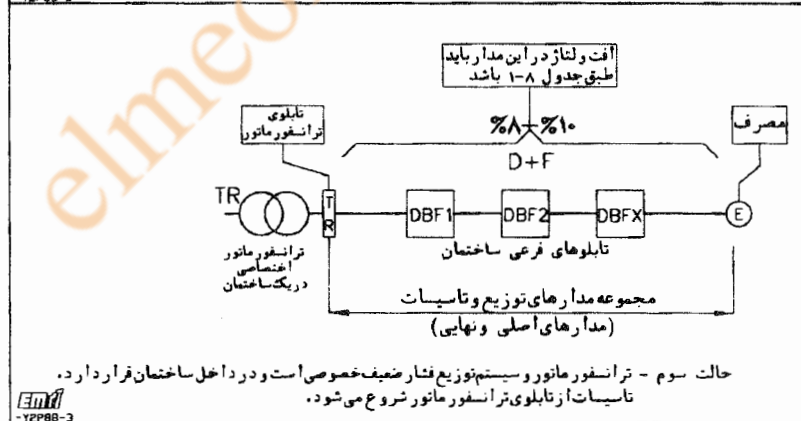 elmeo
افت ولتاژ در این مدار باید
طبق جدول ۸-۱ باشد
تابلوی
ترانسفورماتور
%۸ %۱۰
مصرف
D+F
TR
T
R
DBF1
DBF2
DBFX
E
ترانسفورماتور
اختصاصی
در یک ساختمان
تابلوهای فرعی ساختمان
مجموعه مدارهای توزیع و تاسیسات
(مدارهای اصلی و نهایی)
حالت سوم - ترانسفورماتور و سیستم توزیع فشار ضعیف خصوصی است و در داخل ساختمان قرار دارد.
تاسیسات از تابلوی ترانسفورماتور شروع می شود.
-Y2P88-3